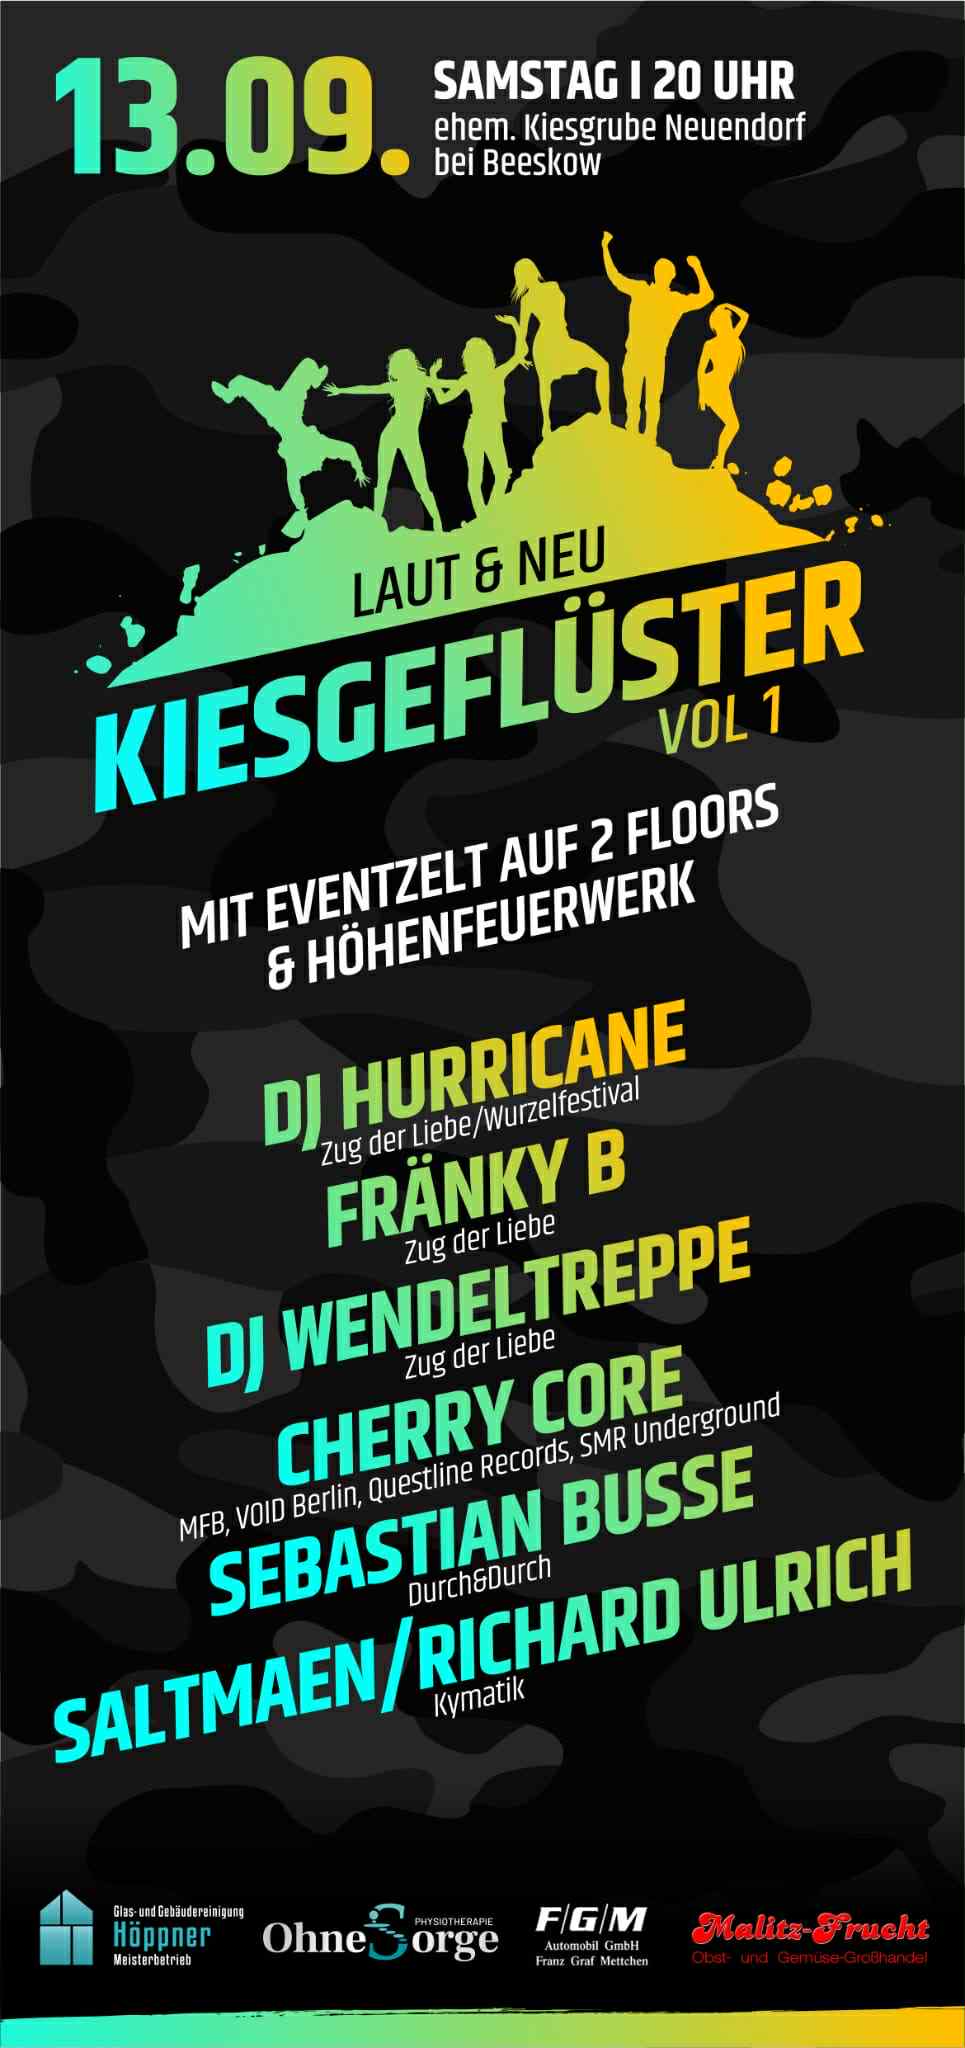 13.09.
SAMSTAG I 20 UHR
ehem. Kiesgrube Neuendorf
bei Beeskow
LAUT & NEU
KIESGEFLÜSTER
VOL 1
MIT EVENTZELT AUF 2 FLOORS
& HÖHENFEUERWERK
DJ HURRICANE
Zug der Liebe/Wurzelfestival
FRÄNKY B
Zug der Liebe
DJ WENDELTREPPE
Zug der Liebe
CHERRY CORE
MFB, VOID Berlin, Questline Records, SMR Underground
SEBASTIAN BUSSE
Durch&Durch
SALTMAEN/RICHARD ULRICH
Kymatik
Glas- und Gebäudereinigung
Höppner
Meisterbetrieb
PHYSIOTHERAPIE
OhneSorge
F/G/M
Automobil GmbH
Franz Graf Mettchen
Malitz-Frucht
Obst- und Gemüse-Großhandel